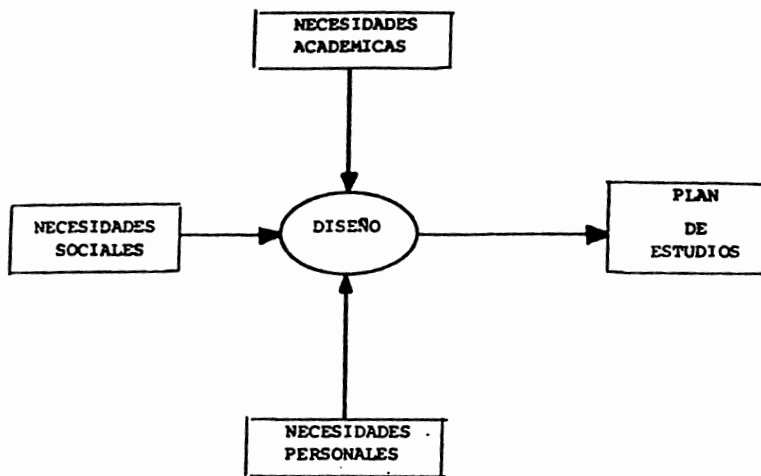 NECESIDADES
ACADEMICAS
NECESIDADES
SOCIALES
DISEÑO
PLAN
DE
ESTUDIOS
NECESIDADES
PERSONALES